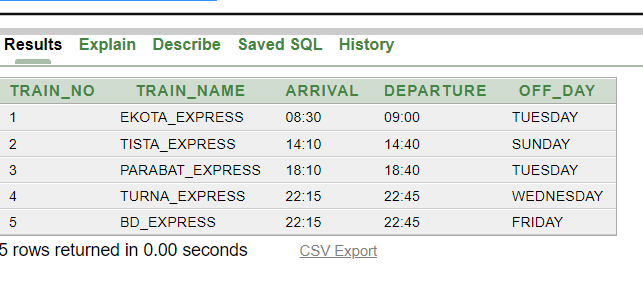 Results Explain Describe Saved SQL History
TRAIN_NO TRAIN_NAME ARRIVAL DEPARTURE OFF_DAY
1 EKOTA_EXPRESS 08:30 09:00 TUESDAY
2 TISTA_EXPRESS 14:10 14:40 SUNDAY
3 PARABAT_EXPRESS 18:10 18:40 TUESDAY
4 TURNA_EXPRESS 22:15 22:45 WEDNESDAY
5 BD_EXPRESS 22:15 22:45 FRIDAY
5 rows returned in 0.00 seconds CSV Export